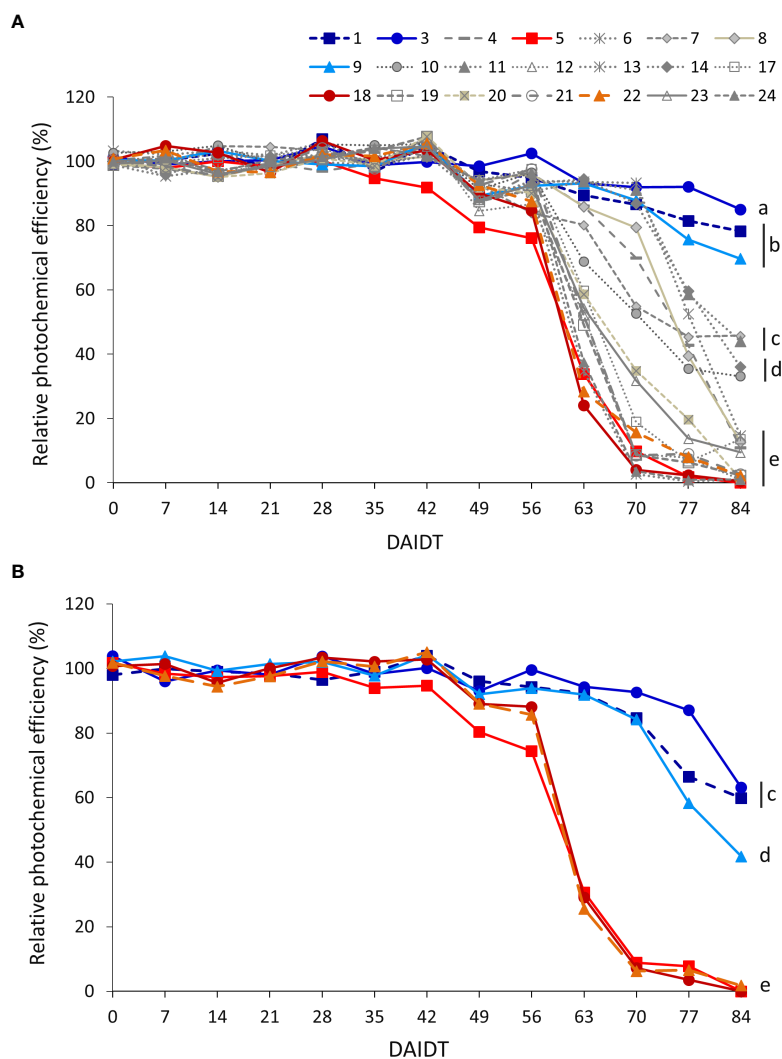 A
1 3 4 5 6 7 8
9 10 11 12 13 14 17
18 19 20 21 22 23 24
Relative photochemical efficiency (%)
120
100
80
60
40
20
0
a
b
c
d
e
0 7 14 21 28 35 42 49 56 63 70 77 84
DAIDT
B
Relative photochemical efficiency (%)
120
100
80
60
40
20
0
c
d
e
0 7 14 21 28 35 42 49 56 63 70 77 84
DAIDT